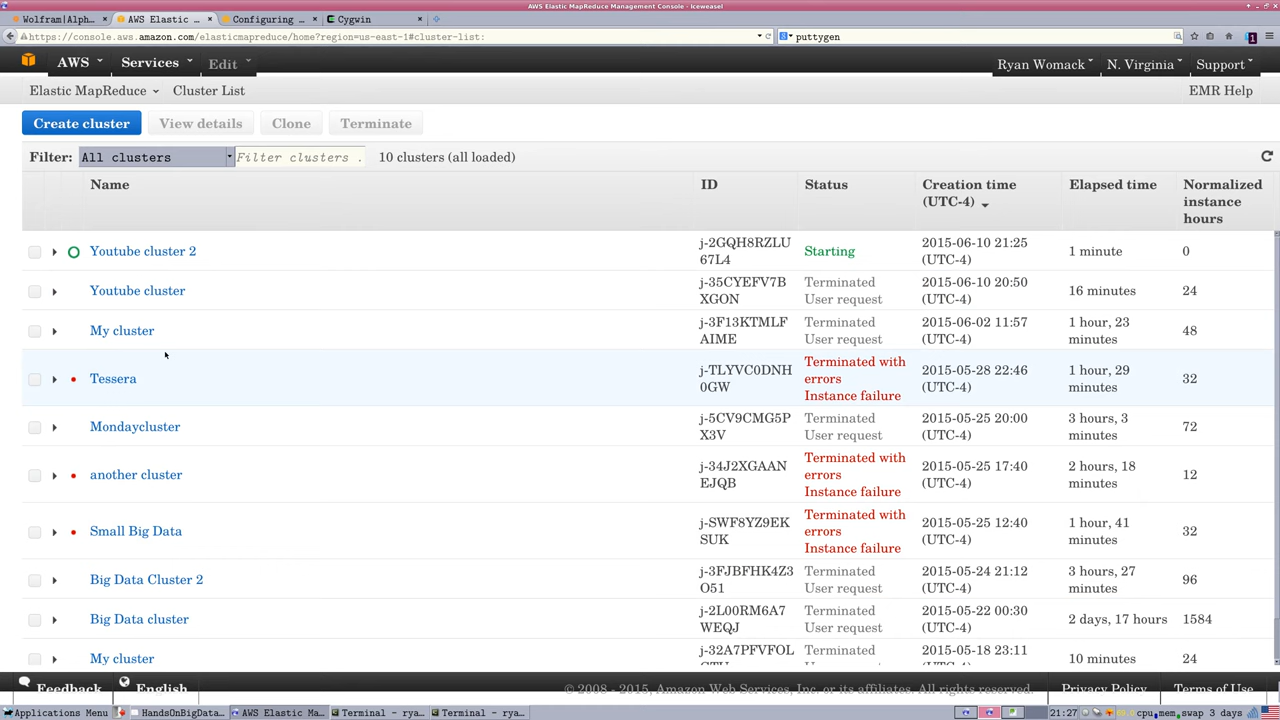 AWS Elastic MapReduce Management Console - Iceweasel
Wolfram|Alph...
AWS Elastic ...
Configuring ...
Cygwin
https://console.aws.amazon.com/elasticmapreduce/home?region=us-east-1#cluster-list:
puttygen
1
AWS
Services
Edit
Ryan Womack
N. Virginia
Support
Elastic MapReduce
Cluster List
EMR Help
Create cluster
View details
Clone
Terminate
Filter:
All clusters
Filter clusters .
10 clusters (all loaded)
Name
ID
Status
Creation time
(UTC-4)
Elapsed time
Normalized
instance
hours
Youtube cluster 2
j-2GQH8RZLU
67L4
Starting
2015-06-10 21:25
(UTC-4)
1 minute
0
Youtube cluster
j-35CYEFV7B
XGON
Terminated
User request
2015-06-10 20:50
(UTC-4)
16 minutes
24
My cluster
j-3F13KTMLF
AIME
Terminated
User request
2015-06-02 11:57
(UTC-4)
1 hour, 23
minutes
48
Tessera
j-TLYVC0DNH
0GW
Terminated with
errors
Instance failure
2015-05-28 22:46
(UTC-4)
1 hour, 29
minutes
32
Mondaycluster
j-5CV9CMG5P
X3V
Terminated
User request
2015-05-25 20:00
(UTC-4)
3 hours, 3
minutes
72
another cluster
j-34J2XGAAN
EJQB
Terminated with
errors
Instance failure
2015-05-25 17:40
(UTC-4)
2 hours, 18
minutes
12
Small Big Data
j-SWF8YZ9EK
SUK
Terminated with
errors
Instance failure
2015-05-25 12:40
(UTC-4)
1 hour, 41
minutes
32
Big Data Cluster 2
j-3FJBFHK4Z3
O51
Terminated
User request
2015-05-24 21:12
(UTC-4)
3 hours, 27
minutes
96
Big Data cluster
j-2L00RM6A7
WEQJ
Terminated
User request
2015-05-22 00:30
(UTC-4)
2 days, 17 hours
1584
My cluster
j-32A7PFVFOL
Terminated
User request
2015-05-18 23:11
(UTC-4)
10 minutes
24
Feedback
English
© 2008 - 2015, Amazon Web Services, Inc. or its affiliates. All rights reserved.
Privacy Policy
Terms of Use
Applications Menu
HandsOnBigData...
AWS Elastic Ma...
Terminal - rya...
Terminal - rya...
21:27
cpu
mem
swap
3 days